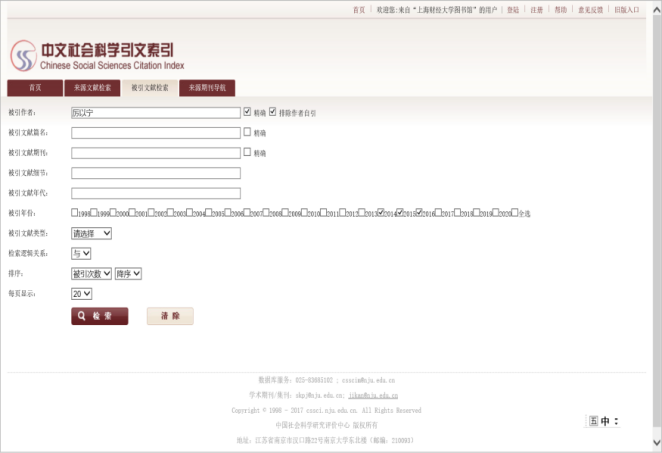 首页 | 欢迎您:来自"上海财经大学图书馆"的用户 | 登陆 | 注册 | 帮助 | 意见反馈 | 旧版入口
CSSCI 中文社会科学引文索引
Chinese Social Sciences Citation Index
首页 来源文献检索 被引文献检索 来源期刊导航
被引作者: 厉以宁 精确 排除作者自引
被引文献篇名: 精确
被引文献期刊: 精确
被引文献细节:
被引文献年代:
被引年份: 1998 1999 2000 2001 2002 2003 2004 2005 2006 2007 2008 2009 2010 2011 2012 2013 2014 2015 2016 2017 2018 2019 2020 全选
被引文献类型: 请选择
检索逻辑关系: 与
排序: 被引次数 降序
每页显示: 20
检 索 清 除
数据库服务: 025-83593162 ;
学术期刊/集刊: skpj@nju.edu.cn;
Copyright © 1998 - 2017 cssci.nju.edu.cn. All Rights Reserved
中国社会科学研究评价中心 版权所有
地址: 江苏省南京市汉口路22号南京大学东北楼 (邮编: 210093)
五 中 :